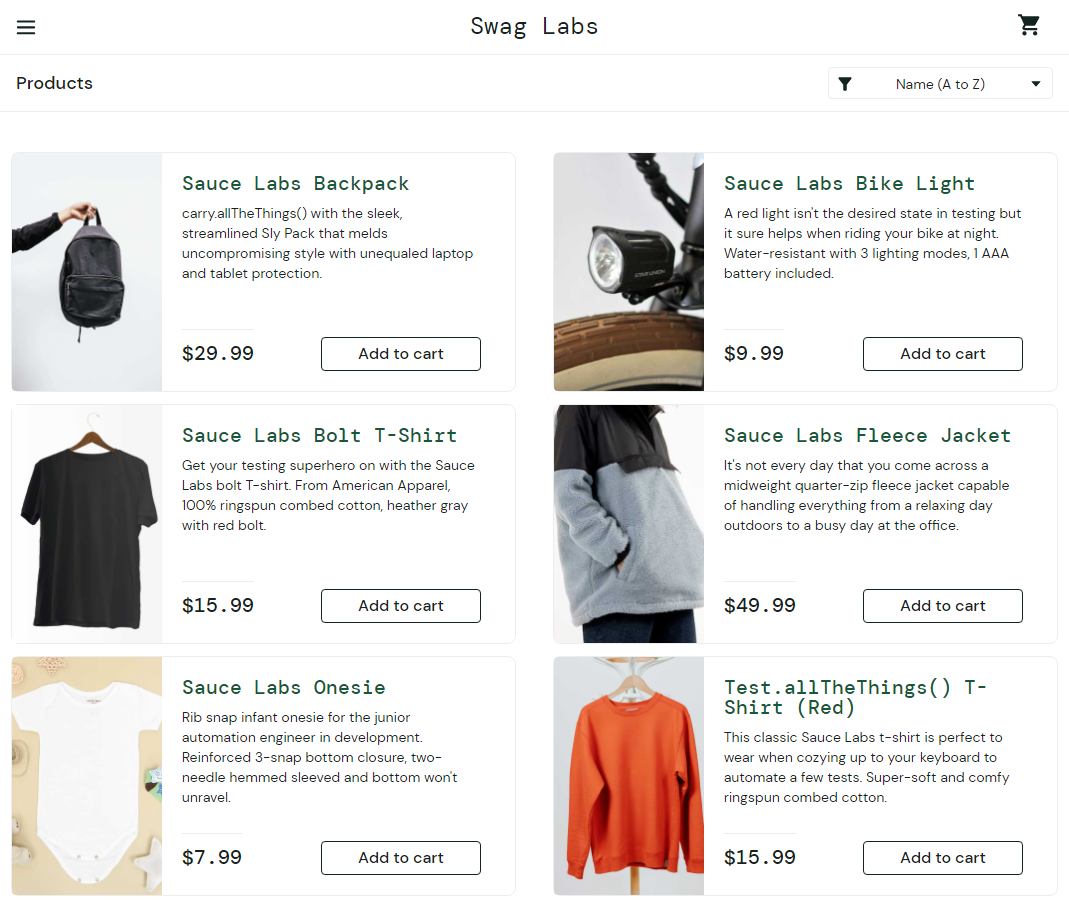 Swag Labs
Products
Name (A to Z)
Sauce Labs Backpack
carry.allTheThings() with the sleek,
streamlined Sly Pack that melds
uncompromising style with unequaled laptop
and tablet protection.
$29.99
Add to cart
Sauce Labs Bike Light
A red light isn't the desired state in testing but
it sure helps when riding your bike at night.
Water-resistant with 3 lighting modes, 1 AAA
battery included.
$9.99
Add to cart
Sauce Labs Bolt T-Shirt
Get your testing superhero on with the Sauce
Labs bolt T-shirt. From American Apparel,
100% ringspun combed cotton, heather gray
with red bolt.
$15.99
Add to cart
Sauce Labs Fleece Jacket
It's not every day that you come across a
midweight quarter-zip fleece jacket capable
of handling everything from a relaxing day
outdoors to a busy day at the office.
$49.99
Add to cart
Sauce Labs Onesie
Rib snap infant onesie for the junior
automation engineer in development.
Reinforced 3-snap bottom closure, two-
needle hemmed sleeved and bottom won't
unravel.
$7.99
Add to cart
Test.allTheThings() T-
Shirt (Red)
This classic Sauce Labs t-shirt is perfect to
wear when cozying up to your keyboard to
automate a few tests. Super-soft and comfy
ringspun combed cotton.
$15.99
Add to cart